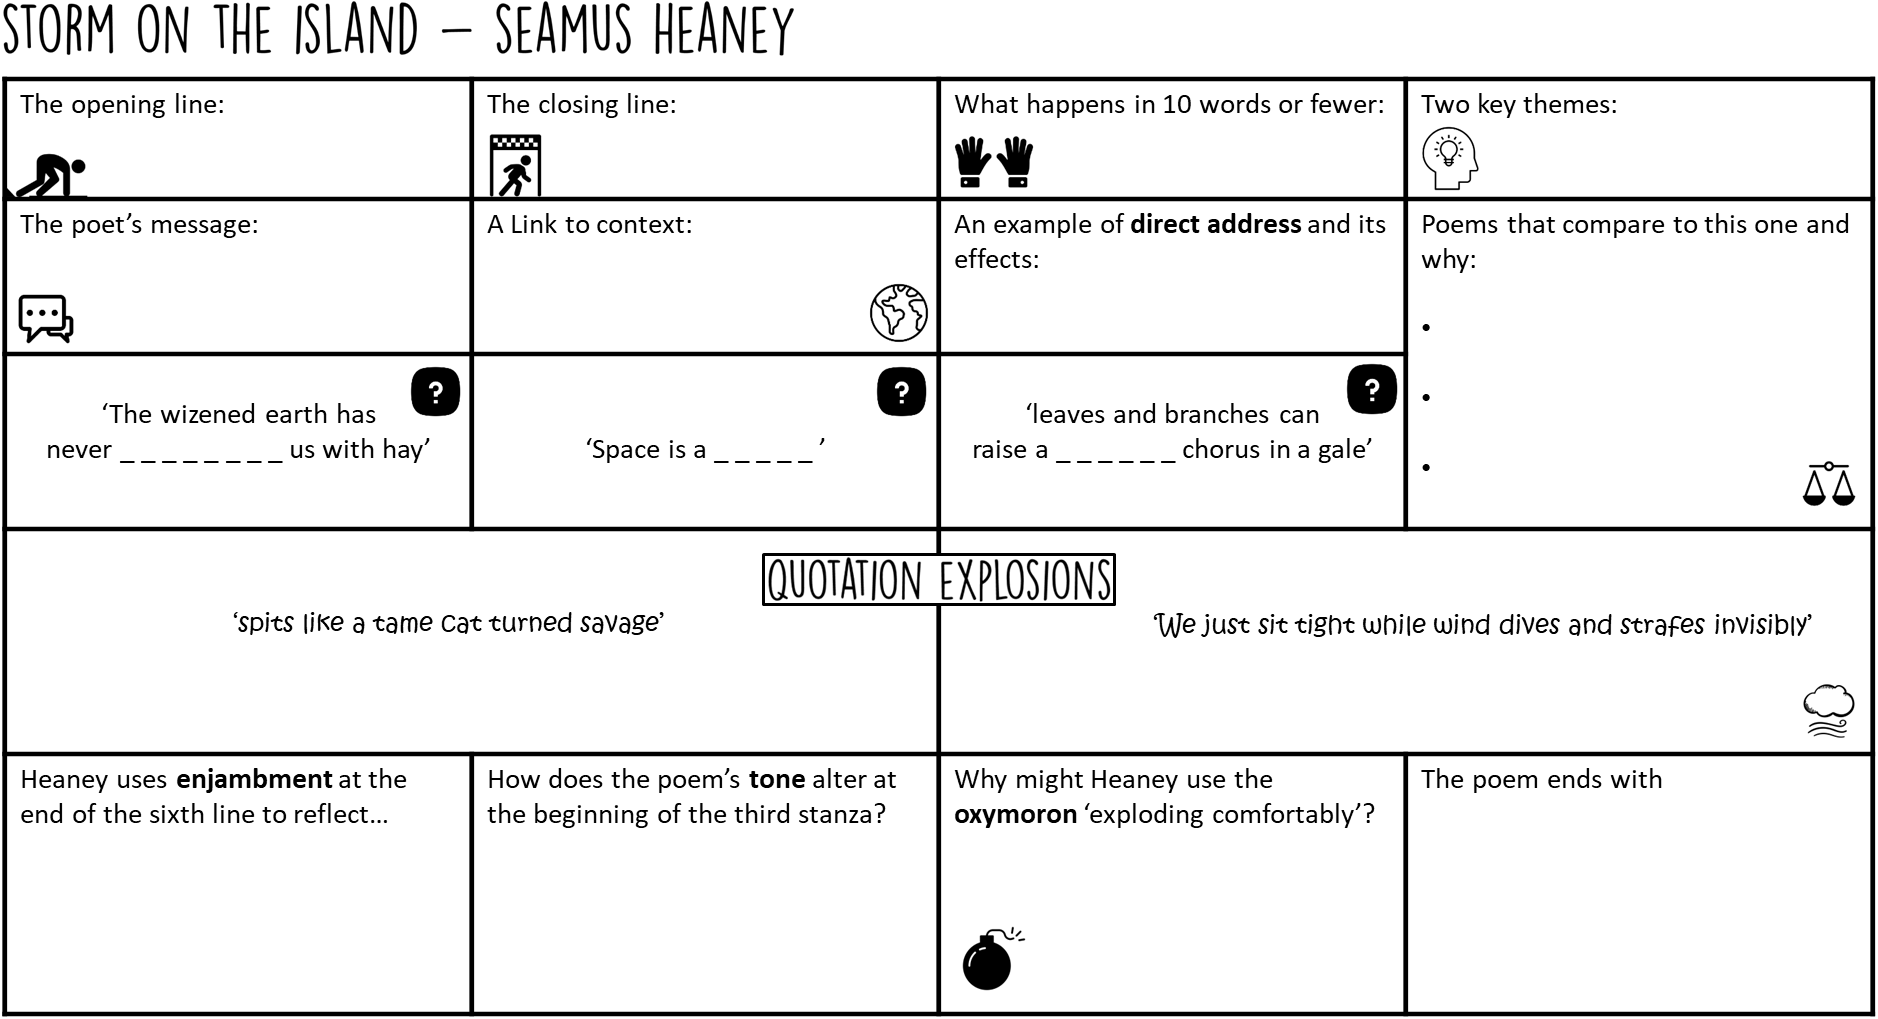 STORM ON THE ISLAND – SEAMUS HEANEY
The opening line:
The closing line:
What happens in 10 words or fewer:
Two key themes:
The poet’s message:
A Link to context:
An example of direct address and its
effects:
Poems that compare to this one and
why:
•
•
•
‘The wizened earth has
never _ _ _ _ _ _ _ _ us with hay’
?
‘Space is a _ _ _ _ _ ’
?
‘leaves and branches can
raise a _ _ _ _ _ _ chorus in a gale’
?
QUOTATION EXPLOSIONS
‘spits like a tame cat turned savage’
‘We just sit tight while wind dives and strafes invisibly’
Heaney uses enjambment at the
end of the sixth line to reflect…
How does the poem’s tone alter at
the beginning of the third stanza?
Why might Heaney use the
oxymoron ‘exploding comfortably’?
The poem ends with